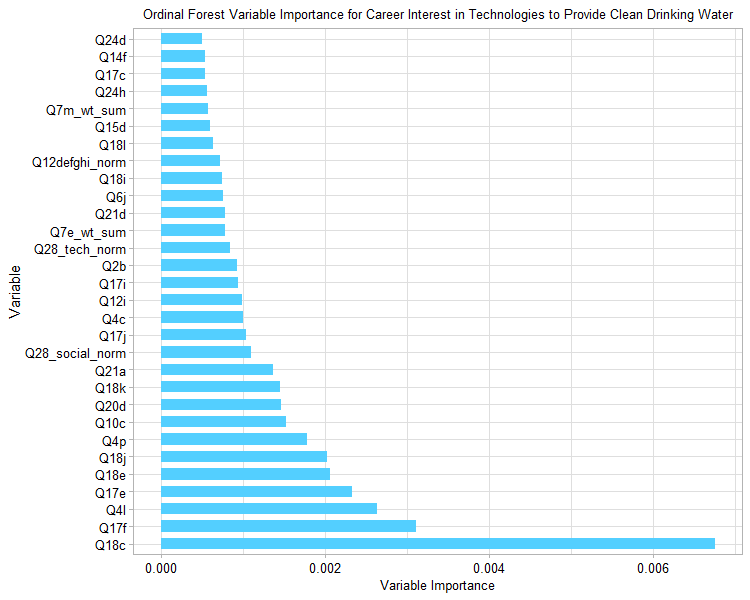 Ordinal Forest Variable Importance for Career Interest in Technologies to Provide Clean Drinking Water
Q24d
Q14f
Q17c
Q24h
Q7m_wt_sum
Q15d
Q18l
Q12defghi_norm
Q18i
Q6j
Q21d
Q7e_wt_sum
Q28_tech_norm
Q2b
Q17i
Q12i
Q4c
Q17j
Q28_social_norm
Q21a
Q18k
Q20d
Q10c
Q4p
Q18j
Q18e
Q17e
Q4l
Q17f
Q18c
Variable
0.000 0.002 0.004 0.006
Variable Importance